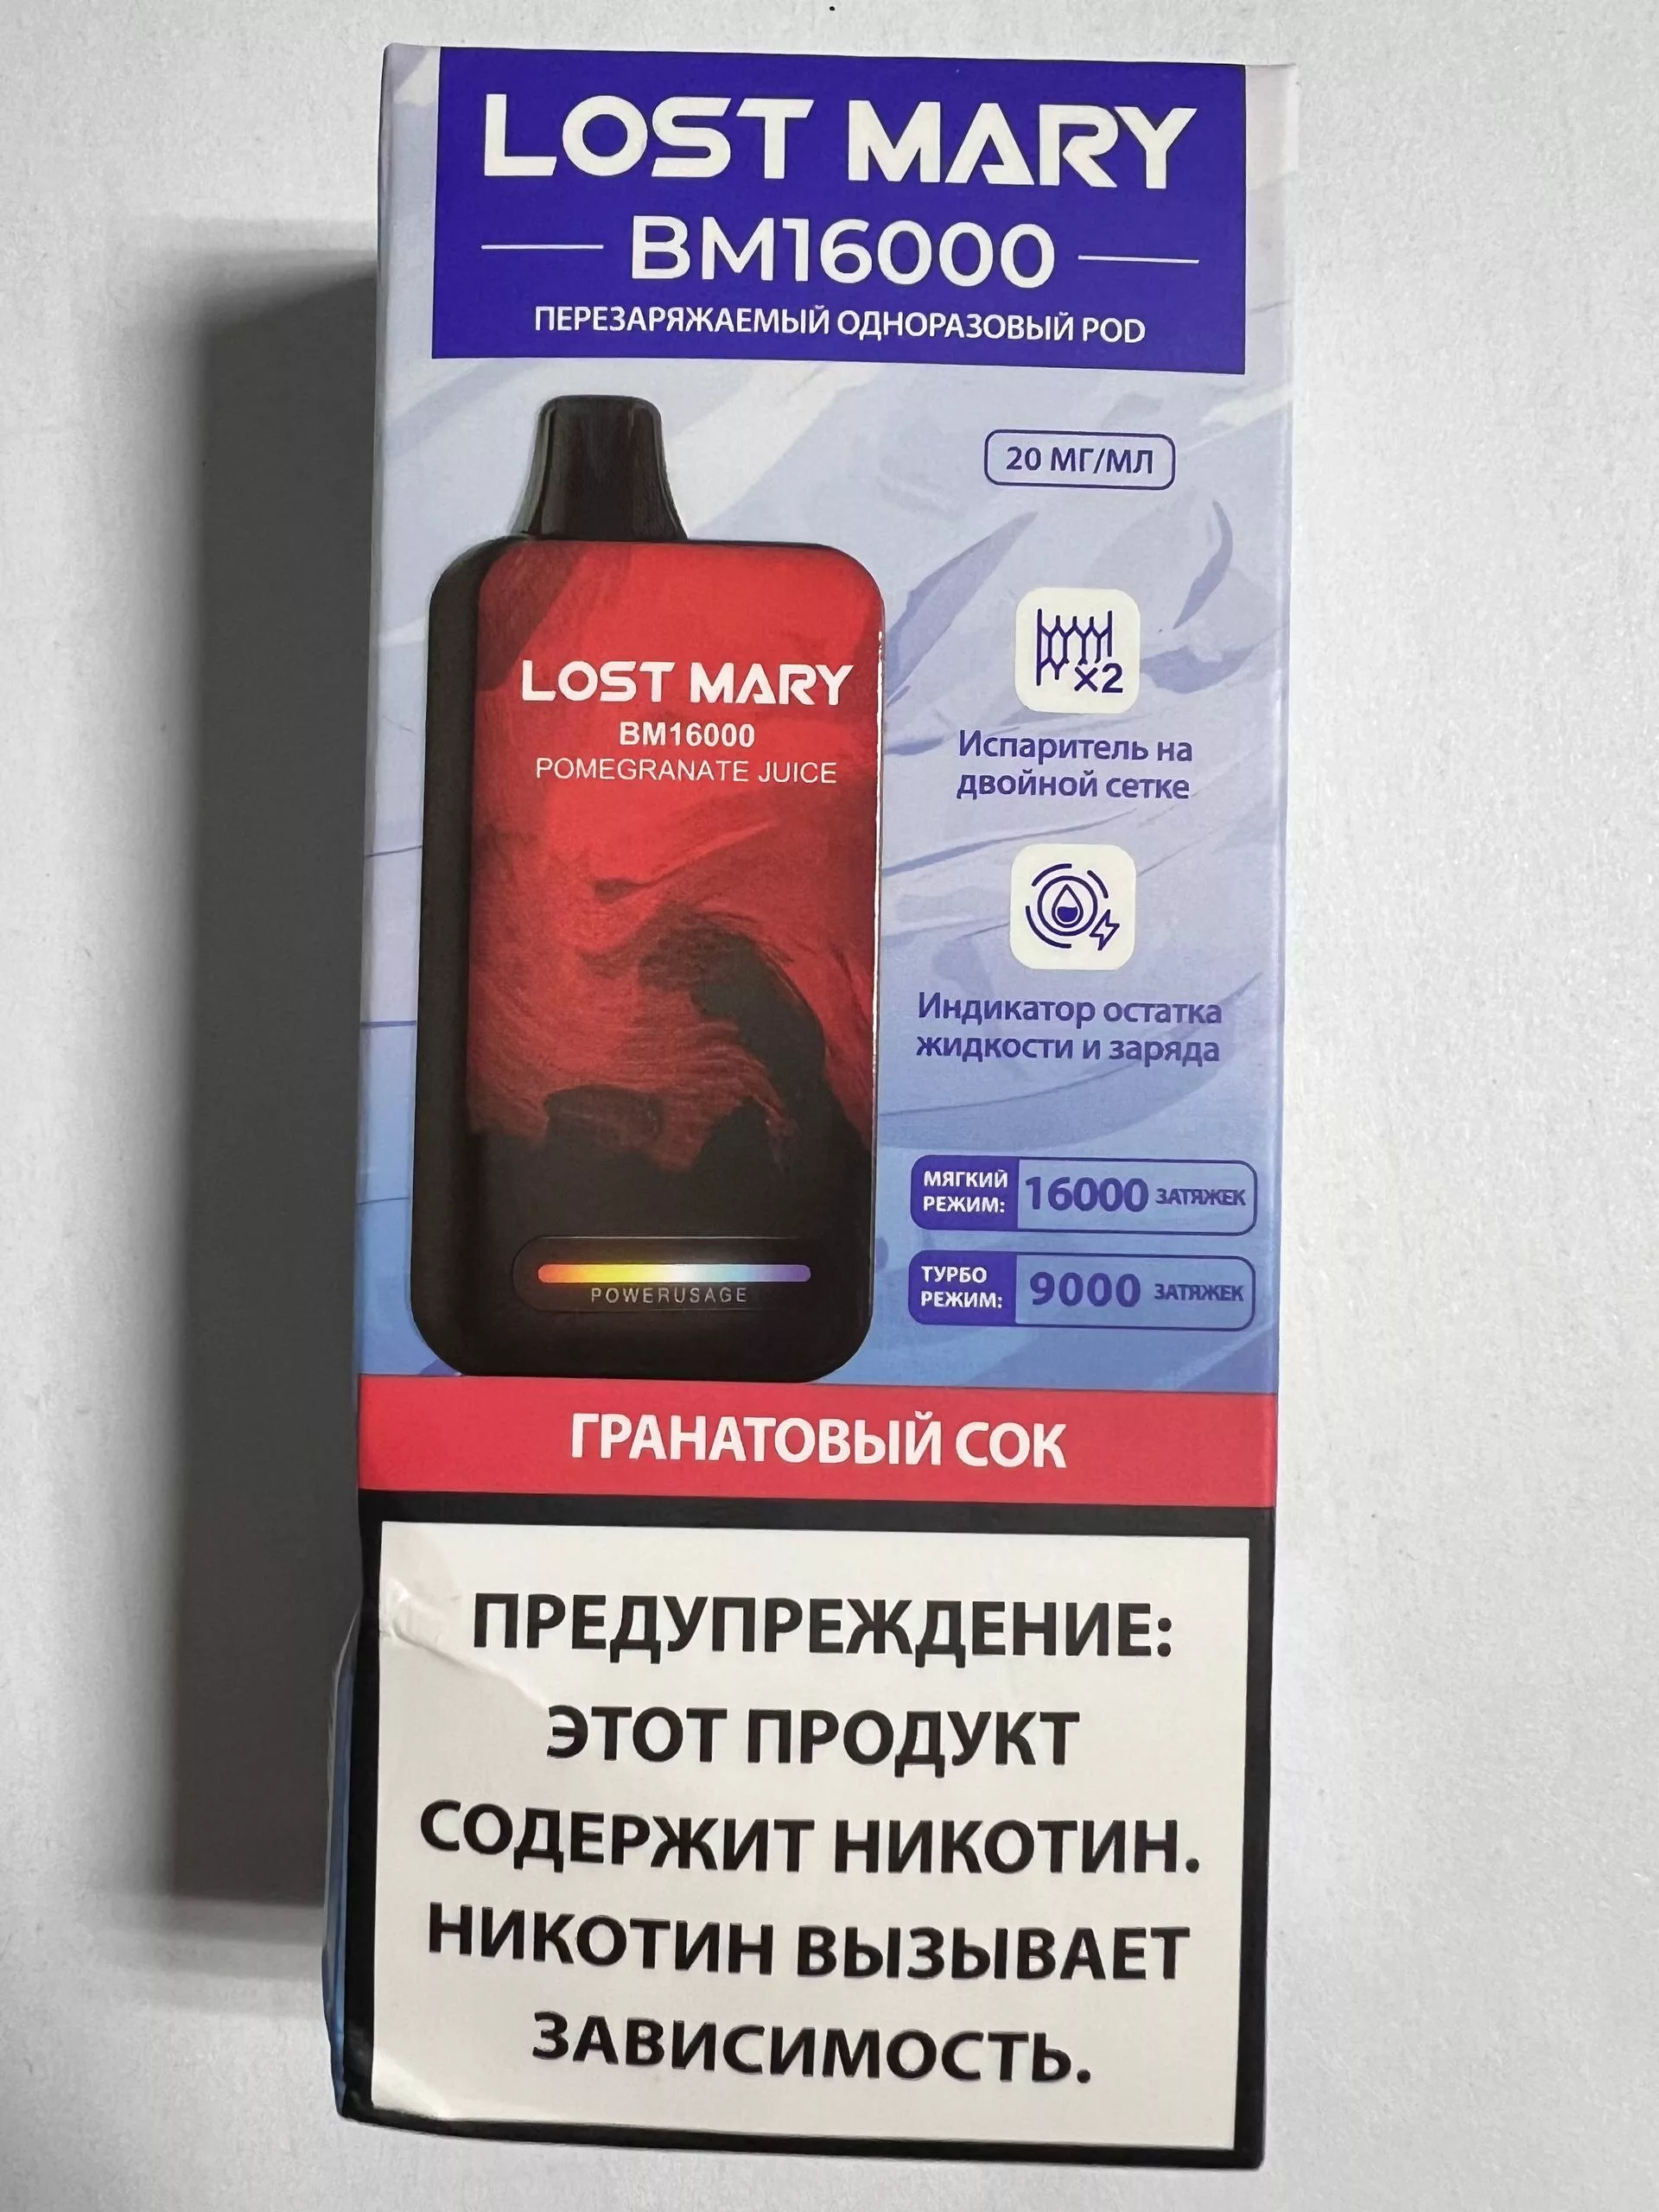 LOST MARY
BM16000
ПЕРЕЗАРЯЖАЕМЫЙ ОДНОРАЗОВЫЙ POD
20 МГ/МЛ
LOST MARY
BM16000
POMEGRANATE JUICE
POWERUSAGE
x2
Испаритель на
двойной сетке
Индикатор остатка
жидкости и заряда
МЯГКИЙ
РЕЖИМ:
16000 ЗАТЯЖЕК
ТУРБО
РЕЖИМ:
9000 ЗАТЯЖЕК
ГРАНАТОВЫЙ СОК
ПРЕДУПРЕЖДЕНИЕ:
ЭТОТ ПРОДУКТ
СОДЕРЖИТ НИКОТИН.
НИКОТИН ВЫЗЫВАЕТ
ЗАВИСИМОСТЬ.